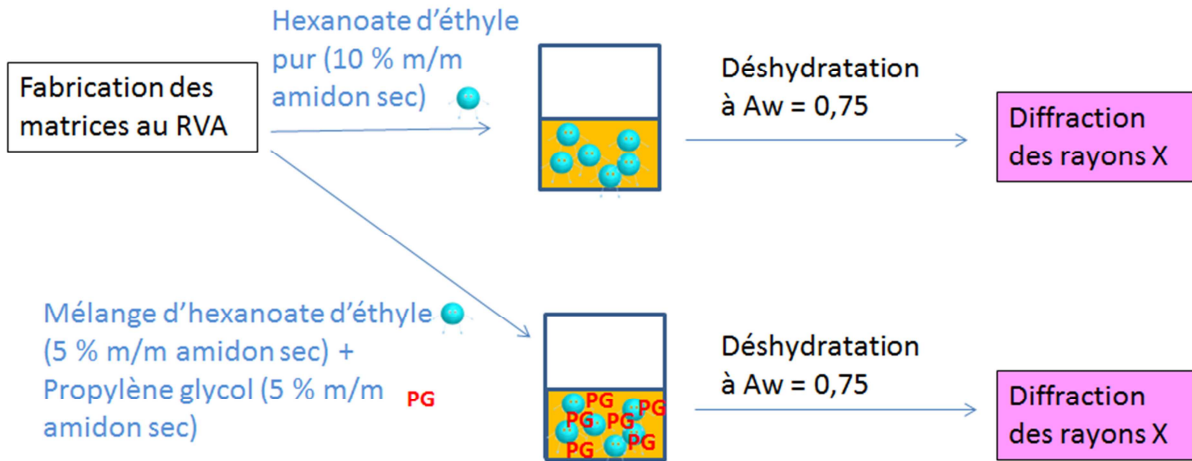 Hexanoate d'éthyle
pur (10 % m/m
amidon sec)
Fabrication des
matrices au RVA
Déshydratation
à Aw = 0,75
Diffraction
des rayons X
Mélange d'hexanoate d'éthyle
(5 % m/m amidon sec) +
Propylène glycol (5 % m/m
amidon sec)
PG
PG
PG
PG
PG
PG
PG
Déshydratation
à Aw = 0,75
Diffraction
des rayons X